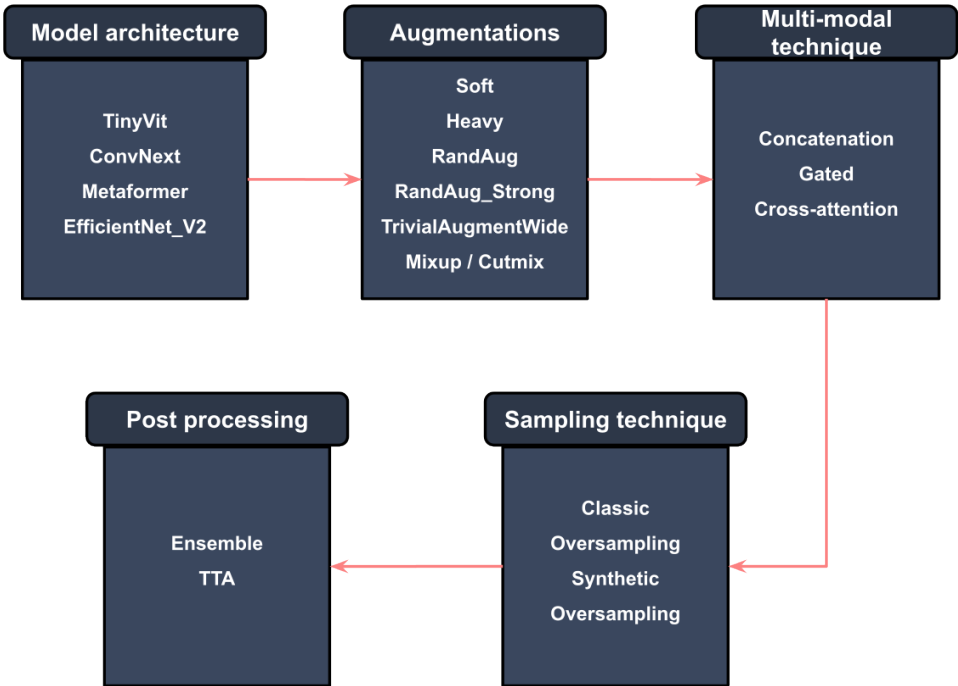 Model architecture
TinyVit
ConvNext
Metaformer
EfficientNet_V2
Augmentations
Soft
Heavy
RandAug
RandAug_Strong
TrivialAugmentWide
Mixup / Cutmix
Multi-modal
technique
Concatenation
Gated
Cross-attention
Sampling technique
Classic
Oversampling
Synthetic
Oversampling
Post processing
Ensemble
TTA